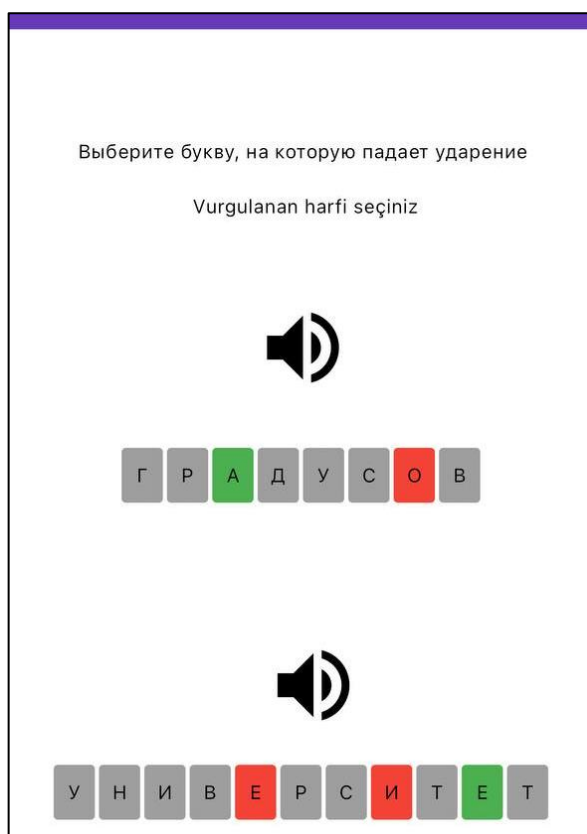 Выберите букву, на которую падает ударение
Vurgulanan harfi seçiniz
Г Р А Д У С О В
У Н И В Е Р С И Т Е Т